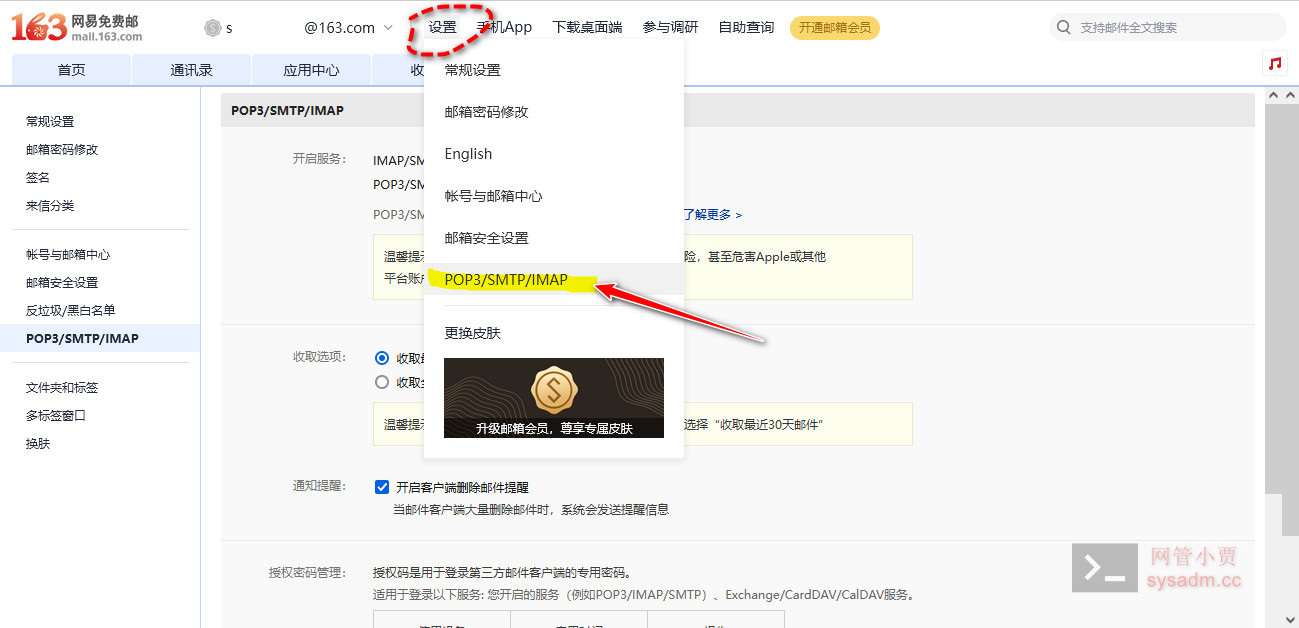 163 网易免费邮
mail.163.com
s @163.com 设置 手机App 下载桌面端 参与调研 自助查询 开通邮箱会员 支持邮件全文搜索
首页 通讯录 应用中心 收
常规设置
邮箱密码修改
English
帐号与邮箱中心
邮箱安全设置
POP3/SMTP/IMAP
更换皮肤
升级邮箱会员，尊享专属皮肤
常规设置
邮箱密码修改
签名
来信分类
帐号与邮箱中心
邮箱安全设置
反垃圾/黑白名单
POP3/SMTP/IMAP
文件夹和标签
多标签窗口
换肤
POP3/SMTP/IMAP
开启服务： IMAP/SM
POP3/SM
POP3/SM 了解更多 >
温馨提示 险，甚至危害Apple或其他
平台账户
收取选项： 收取最
收取全
温馨提示 选择“收取最近30天邮件”
通知提醒： 开启客户端删除邮件提醒
当邮件客户端大量删除邮件时，系统会发送提醒信息
授权密码管理： 授权码是用于登录第三方邮件客户端的专用密码。
适用于登录以下服务: 您开启的服务（例如POP3/IMAP/SMTP）、Exchange/CardDAV/CalDAV服务。
网管小贾
sysadm.cc